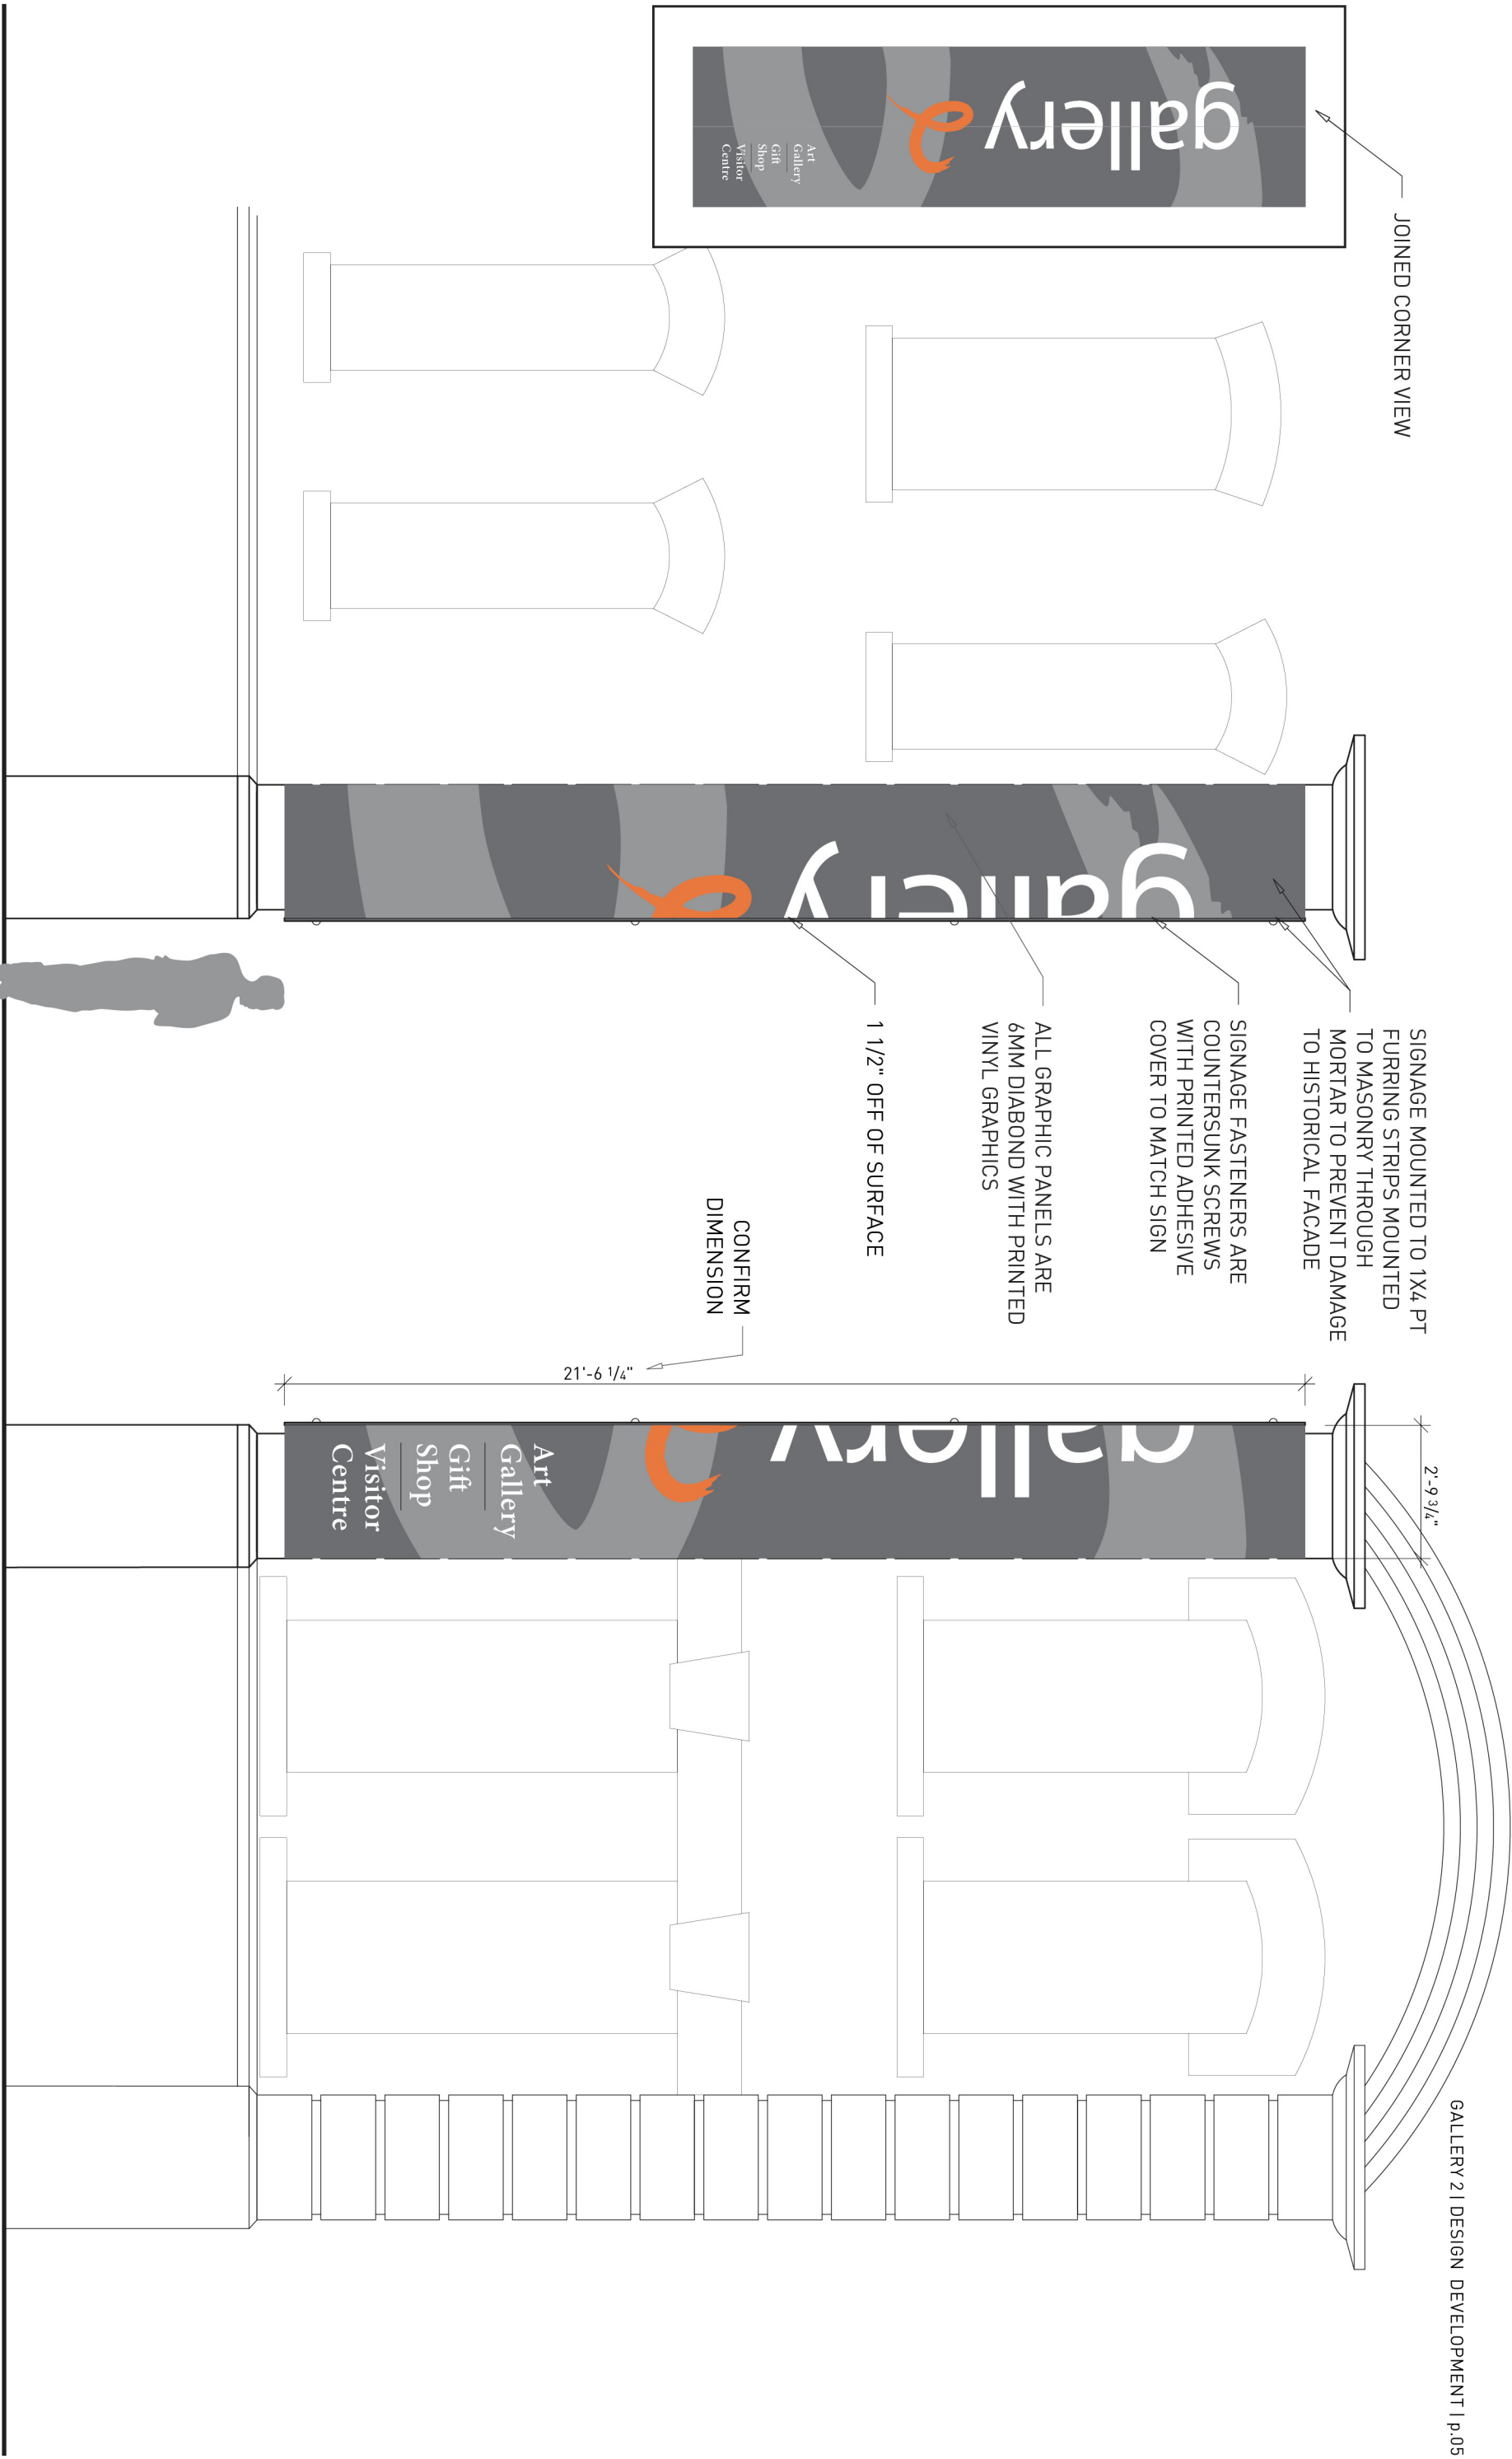 gallery
2
Art
Gallery
Gift
Shop
Visitor
Centre
JOINED CORNER VIEW
gallery
2
SIGNAGE MOUNTED TO 1X4 PT
FURRING STRIPS MOUNTED
TO MASONRY THROUGH
MORTAR TO PREVENT DAMAGE
TO HISTORICAL FACADE
SIGNAGE FASTENERS ARE
COUNTERSUNK SCREWS
WITH PRINTED ADHESIVE
COVER TO MATCH SIGN
ALL GRAPHIC PANELS ARE
6MM DIABOND WITH PRINTED
VINYL GRAPHICS
1 1/2" OFF OF SURFACE
CONFIRM
DIMENSION
21'-6 1/4"
2'-9 3/4"
gallery
2
Art
Gallery
Gift
Shop
Visitor
Centre
GALLERY 2 | DESIGN DEVELOPMENT | p.05